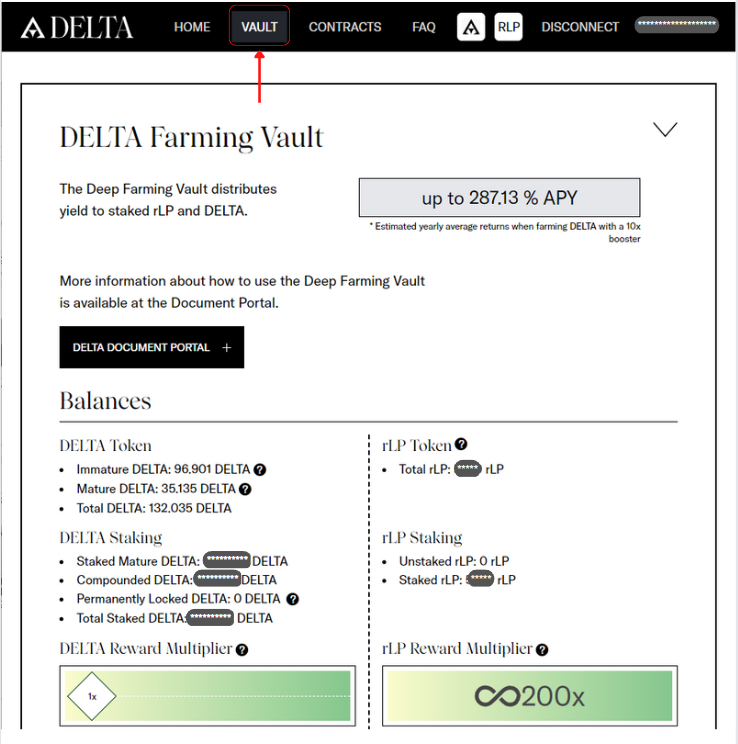 DELTA HOME VAULT CONTRACTS FAQ RLP DISCONNECT ********************
DELTA Farming Vault
The Deep Farming Vault distributes
yield to staked rLP and DELTA.
up to 287.13 % APY
* Estimated yearly average returns when farming DELTA with a 10x
booster
More information about how to use the Deep Farming Vault
is available at the Document Portal.
DELTA DOCUMENT PORTAL +
Balances
DELTA Token
• Immature DELTA: 96,901 DELTA ?
• Mature DELTA: 35,135 DELTA ?
• Total DELTA: 132,035 DELTA
DELTA Staking
• Staked Mature DELTA: ********** DELTA
• Compounded DELTA: ********** DELTA
• Permanently Locked DELTA: 0 DELTA ?
• Total Staked DELTA: ********** DELTA
DELTA Reward Multiplier ?
1x
rLP Token ?
• Total rLP: ***** rLP
rLP Staking
• Unstaked rLP: 0 rLP
• Staked rLP: ***** rLP
rLP Reward Multiplier ?
∞200x